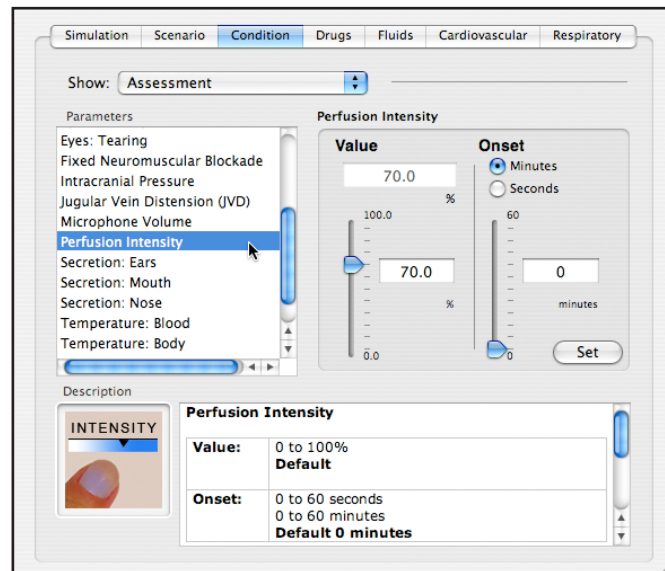 Simulation Scenario Condition Drugs Fluids Cardiovascular Respiratory
Show: Assessment
Parameters
Eyes: Tearing
Fixed Neuromuscular Blockade
Intracranial Pressure
Jugular Vein Distension (JVD)
Microphone Volume
Perfusion Intensity
Secretion: Ears
Secretion: Mouth
Secretion: Nose
Temperature: Blood
Temperature: Body
Perfusion Intensity
Value
70.0
%
100.0
70.0
%
0.0
Onset
Minutes
Seconds
60
0
minutes
0
Set
Description
INTENSITY
Perfusion Intensity
Value: 0 to 100%
Default
Onset: 0 to 60 seconds
0 to 60 minutes
Default 0 minutes